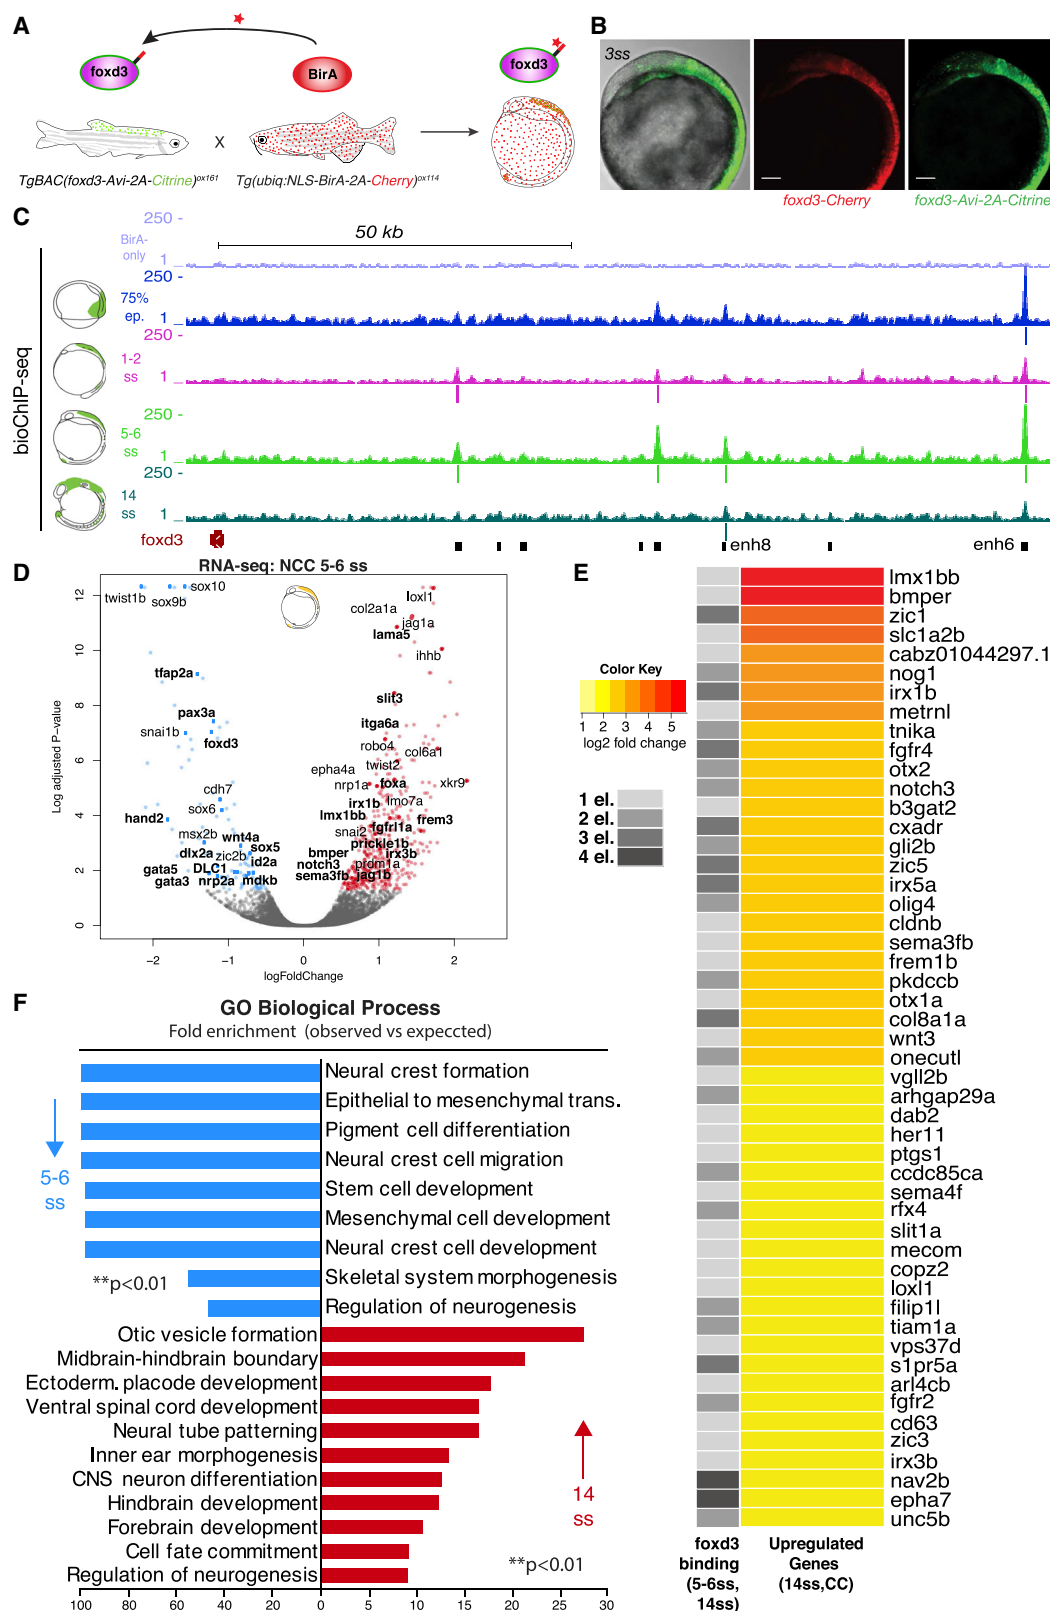 A
foxd3
BirA
foxd3
X
TgBAC(foxd3-Avi-2A-Citrine)ox161
Tg(ubiq:NLS-BirA-2A-Cherry)ox114
B
3ss
foxd3-Cherry
foxd3-Avi-2A-Citrine
C
bioChIP-seq
50 kb
250 -
BirA-
only
1
250 -
75%
ep.
1
250 -
1-2
ss
1
250 -
5-6
ss
1
250 -
14
ss
1
foxd3
enh8
enh6
D
RNA-seq: NCC 5-6 ss
Log adjusted P-value
12
10
8
6
4
2
0
twist1b
sox10
sox9b
tfap2a
pax3a
snai1b
foxd3
cdh7
sox6
hand2
msx2b
wnt4a
sox5
dlx2a
zic2b
id2a
gata5
DLC1
gata3
nrp2a
mdkb
loxl1
col2a1a
jag1a
lama5
ihhb
slif3
itga6a
robo4
col6a1
twist2
epha4a
nrp1a
foxa
xkr9
irx1b
lmo7a
lmx1bb
fgfrl1a
frem3
snai2
prickle1b
bmper
irx3b
notch3
prom1a
sema3fb
jag1b
−2
−1
0
1
2
logFoldChange
E
Color Key
1 2 3 4 5
log2 fold change
1 el.
2 el.
3 el.
4 el.
lmx1bb
bmper
zic1
slc1a2b
cabz01044297.1
nog1
irx1b
metrnl
tnika
fgfr4
otx2
notch3
b3gat2
cxadr
gli2b
zic5
irx5a
olig4
cldnb
sema3fb
frem1b
pkdccb
otx1a
col8a1a
wnt3
onecutl
vgll2b
arhgap29a
dab2
her11
ptgs1
ccdc85ca
sema4f
rfx4
slit1a
mecom
copz2
loxl1
filip1l
tiam1a
vps37d
s1pr5a
arl4cb
fgfr2
cd63
zic3
irx3b
nav2b
epha7
unc5b
foxd3
binding
(5-6ss,
14ss)
Upregulated
Genes
(14ss,CC)
F
GO Biological Process
Fold enrichment (observed vs expeccted)
Neural crest formation
Epithelial to mesenchymal trans.
Pigment cell differentiation
Neural crest cell migration
Stem cell development
Mesenchymal cell development
Neural crest cell development
Skeletal system morphogenesis
Regulation of neurogenesis
5-6
ss
**p<0.01
Otic vesicle formation
Midbrain-hindbrain boundary
Ectoderm. placode development
Ventral spinal cord development
Neural tube patterning
Inner ear morphogenesis
CNS neuron differentiation
Hindbrain development
Forebrain development
Cell fate commitment
Regulation of neurogenesis
14
ss
**p<0.01
100 80 60 40 20 0 5 10 15 20 25 30